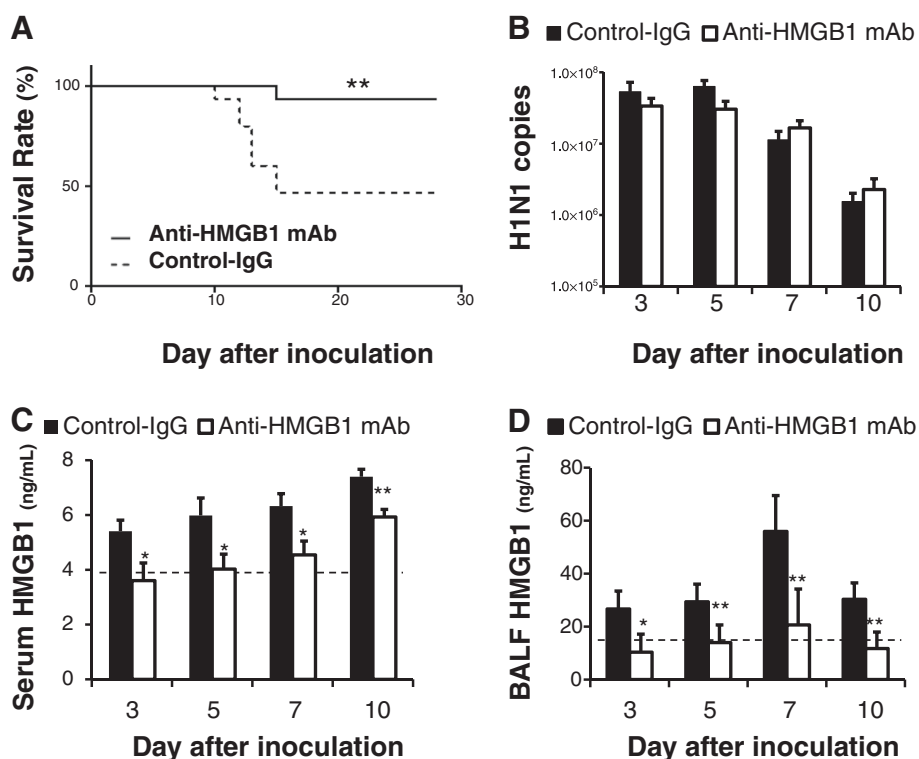 A
Survival Rate (%)
100
**
50
Anti-HMGB1 mAb
Control-IgG
0
0 10 20 30
Day after inoculation
B
Control-IgG Anti-HMGB1 mAb
H1N1 copies
1.0×10⁸
1.0×10⁷
1.0×10⁶
1.0×10⁵
3 5 7 10
Day after inoculation
C
Control-IgG Anti-HMGB1 mAb
Serum HMGB1 (ng/mL)
8
6
4
2
0
* * * **
3 5 7 10
Day after inoculation
D
Control-IgG Anti-HMGB1 mAb
BALF HMGB1 (ng/mL)
80
60
40
20
0
* ** ** **
3 5 7 10
Day after inoculation